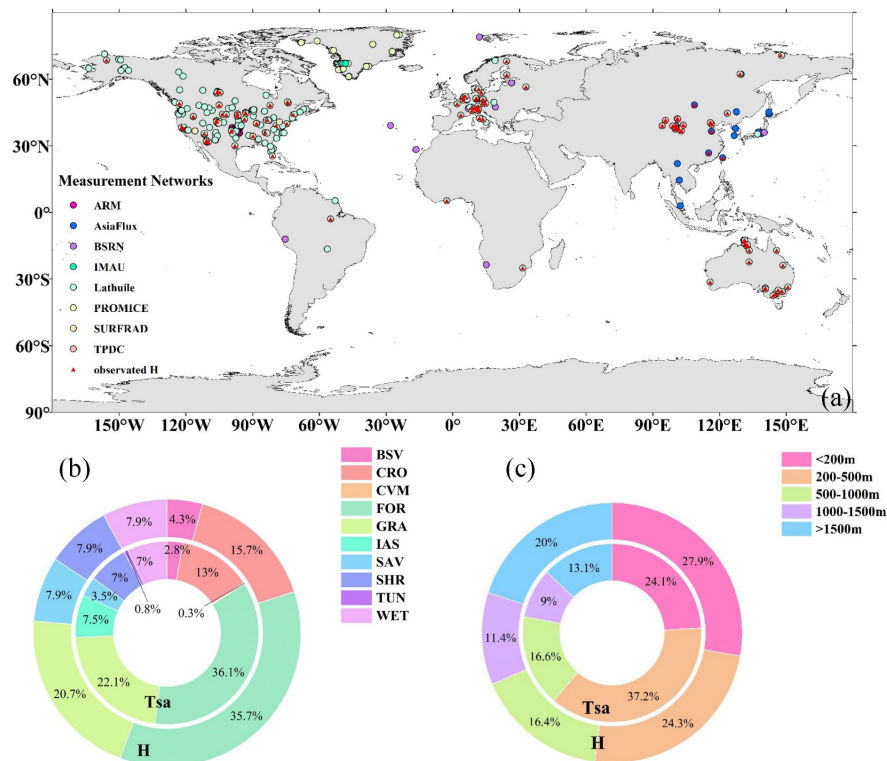 60°N
30°N
0°
30°S
60°S
90°
Measurement Networks
ARM
AsiaFlux
BSRN
IMAU
Lathuile
PROMICE
SURFRAD
TPDC
observed H
(a)
150°W 120°W 90°W 60°W 30°W 0° 30°E 60°E 90°E 120°E 150°E
(b)
BSV
CRO
CVM
FOR
GRA
IAS
SAV
SHR
TUN
WET
7.9% 4.3%
7.9% 15.7%
7% 2.8%
7% 13%
7.9% 3.5%
0.8% 0.3%
7.5%
36.1%
22.1%
20.7% Tsa 35.7%
H
(c)
<200m
200-500m
500-1000m
1000-1500m
>1500m
20% 27.9%
13.1% 24.1%
9%
11.4%
16.6%
37.2%
Tsa
16.4% 24.3%
H